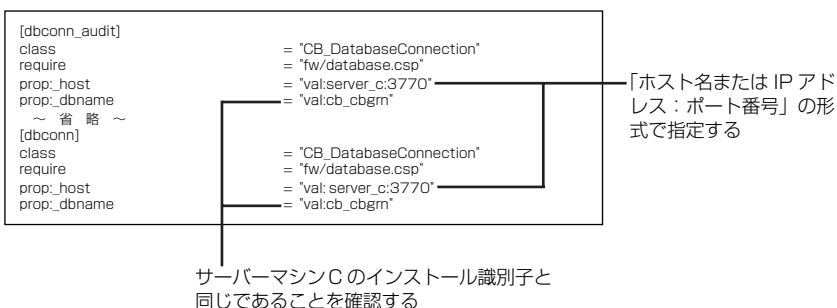 [dbconn_audit]
class = "CB_DatabaseConnection"
require = "fw/database.csp"
prop:_host = "val:server_c:3770"
prop:_dbname = "val:cb_cbgrn"
～ 省 略 ～
[dbconn]
class = "CB_DatabaseConnection"
require = "fw/database.csp"
prop:_host = "val: server_c:3770"
prop:_dbname = "val:cb_cbgrn"
「ホスト名または IP アド
レス：ポート番号」の形
式で指定する
サーバーマシン C のインストール識別子と
同じであることを確認する